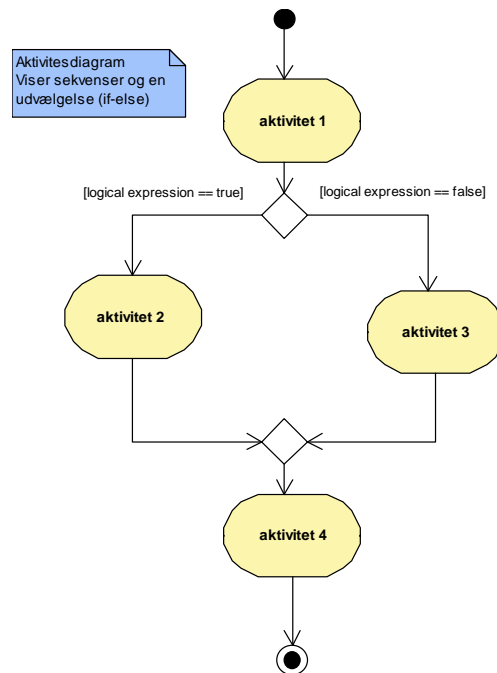 Aktivitesdiagram
Viser sekvenser og en
udvælgelse (if-else)
aktivitet 1
[logical expression == true]
[logical expression == false]
aktivitet 2
aktivitet 3
aktivitet 4